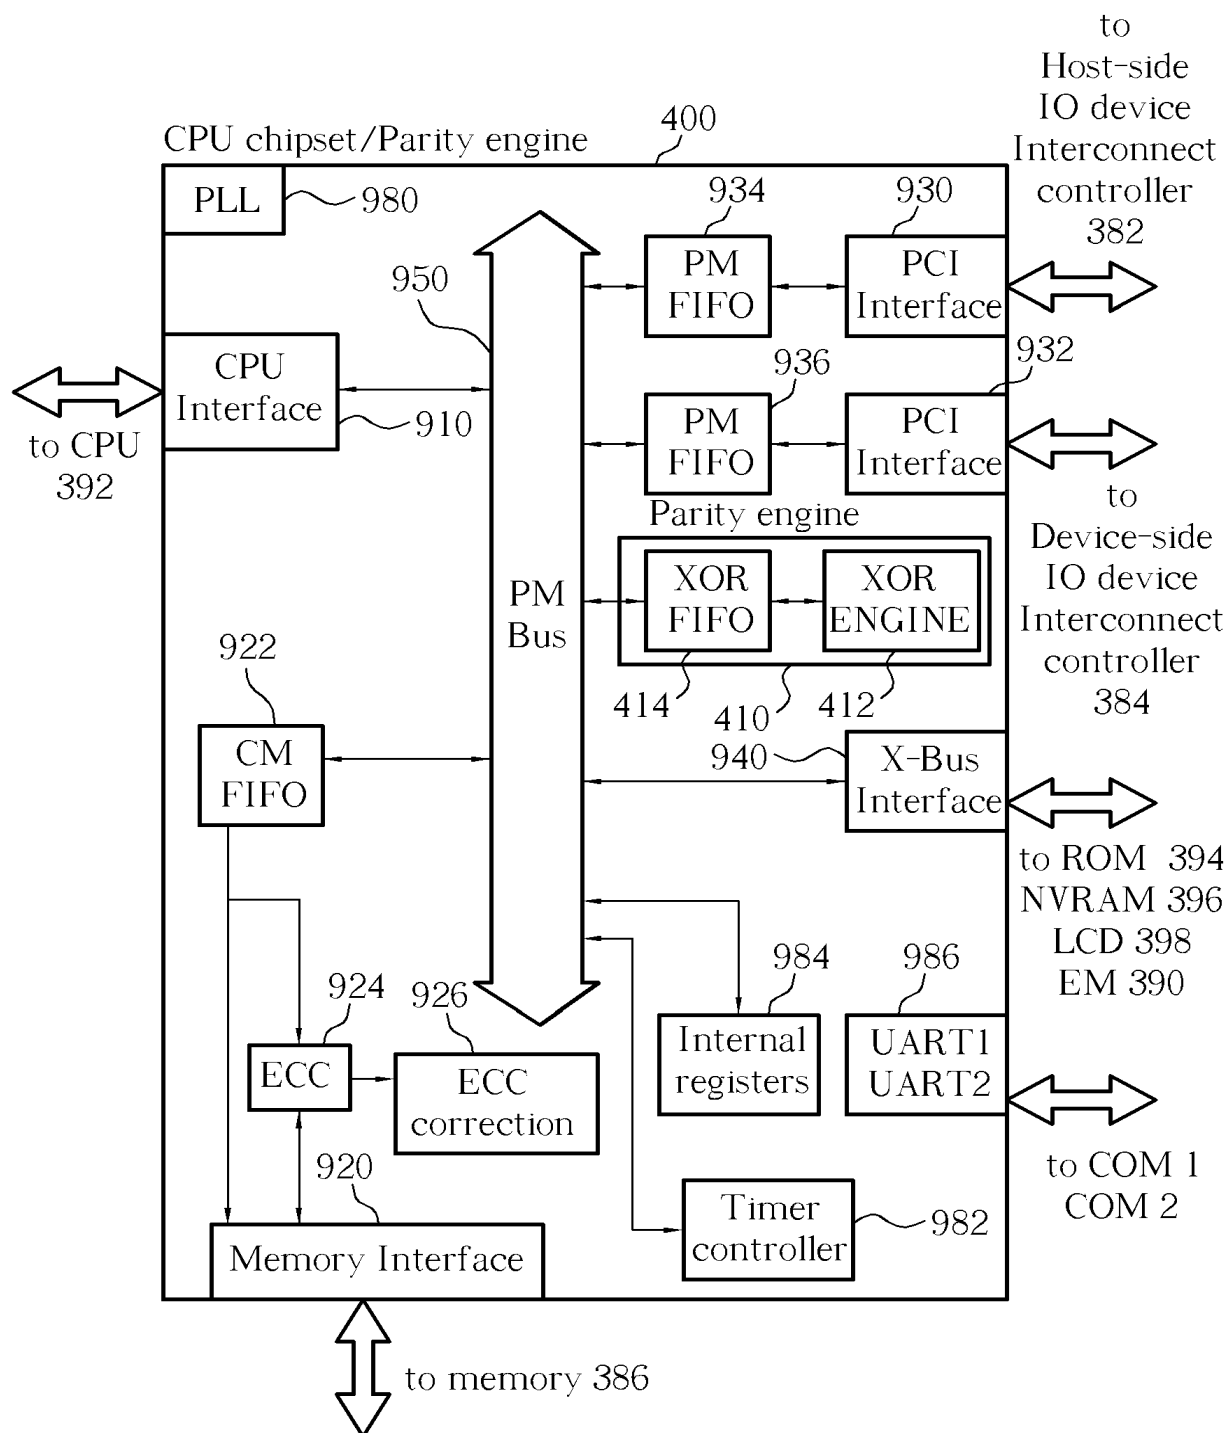 to
Host-side
IO device
Interconnect
controller
382
CPU chipset/Parity engine
400
PLL
980
934
930
PM
FIFO
PCI
Interface
950
CPU
Interface
910
to CPU
392
936
932
PM
FIFO
PCI
Interface
to
Device-side
IO device
Interconnect
controller
384
Parity engine
XOR
FIFO
XOR
ENGINE
414
410
412
PM
Bus
922
CM
FIFO
940
X-Bus
Interface
to ROM 394
NVRAM 396
LCD 398
EM 390
924
926
ECC
ECC
correction
984
986
Internal
registers
UART1
UART2
to COM 1
COM 2
920
Memory Interface
Timer
controller
982
to memory 386